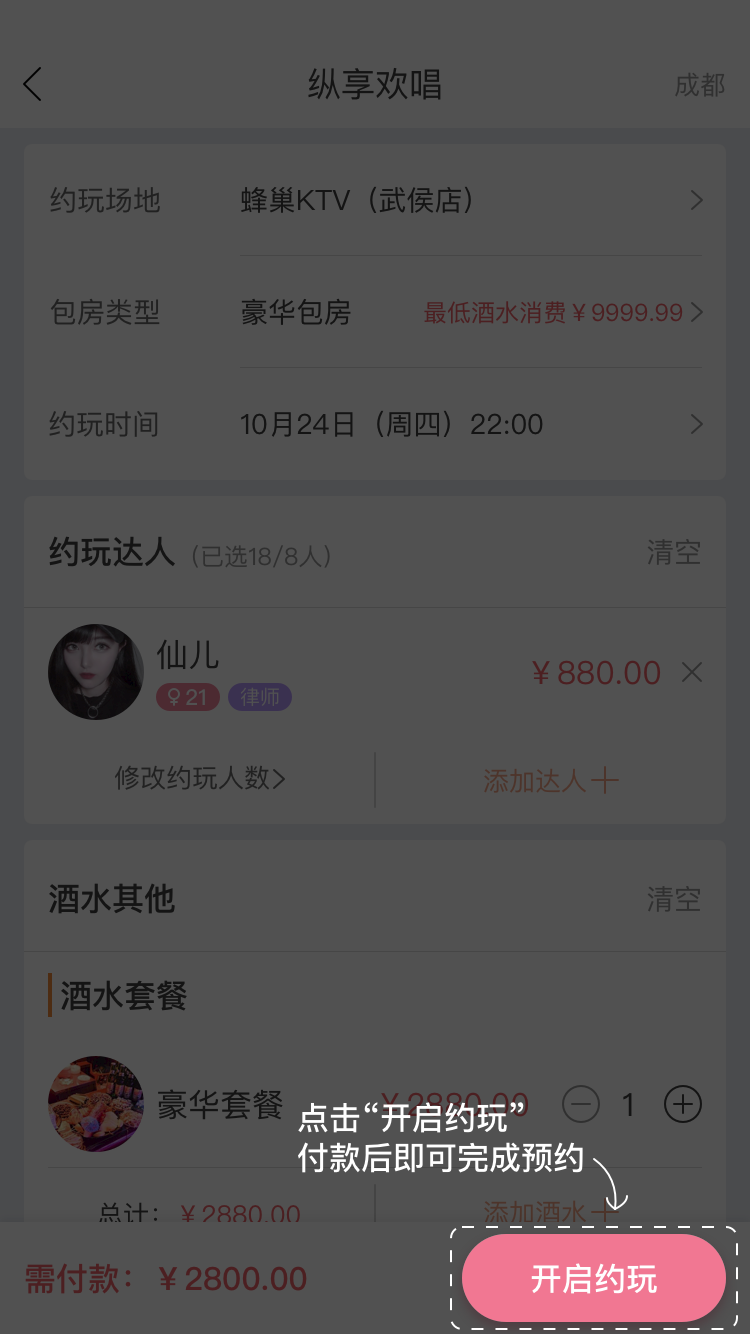 纵享欢唱 成都
约玩场地 蜂巢KTV（武侯店）
包房类型 豪华包房 最低酒水消费￥9999.99
约玩时间 10月24日（周四）22:00
约玩达人（已选18/8人） 清空
仙儿
￥880.00
♀21 律师
修改约玩人数 添加达人
酒水其他 清空
酒水套餐
豪华套餐 ￥2880.00 1
点击“开启约玩”
付款后即可完成预约
总计：￥2880.00 添加酒水
需付款：￥2800.00 开启约玩